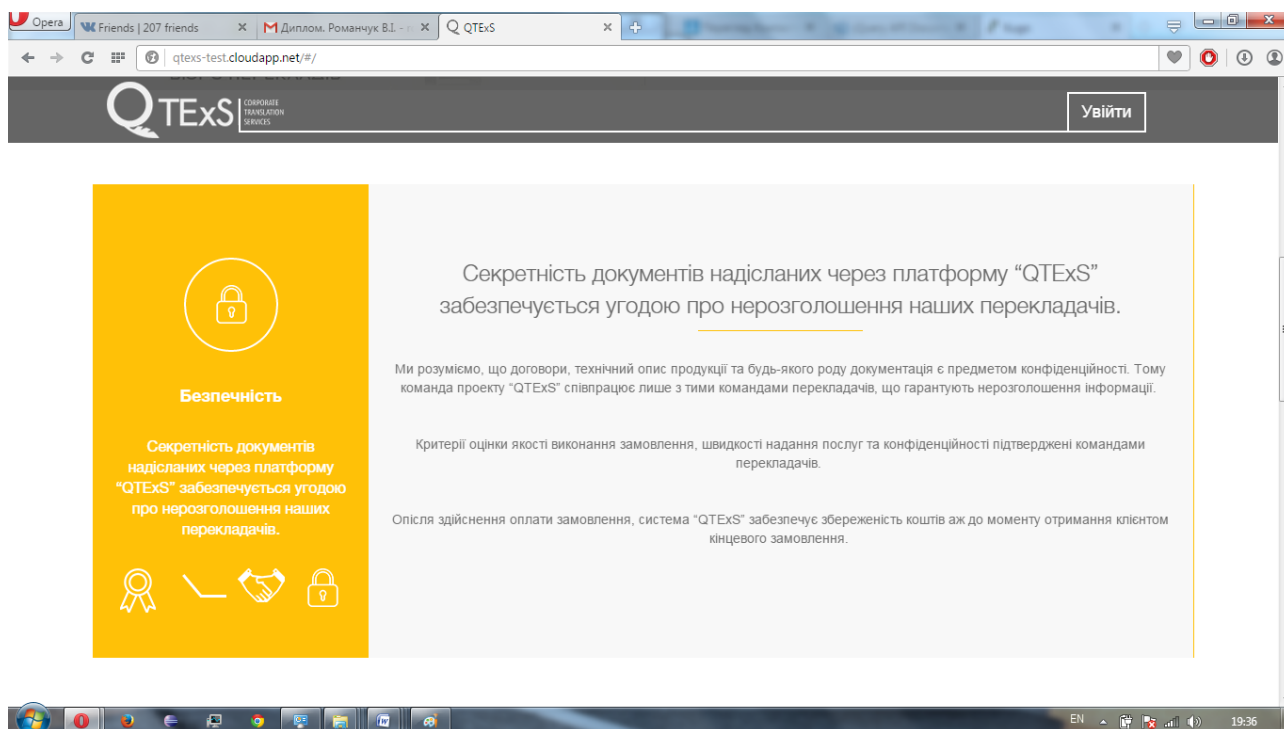 Opera
Friends | 207 friends
Диплом. Романчук В.І. -
QTExS
qtexs-test.cloudapp.net/#/
QTExS
CORPORATE
TRANSLATION
SERVICES
Увійти
Безпечність
Секретність документів
надісланих через платформу
“QTExS” забезпечується угодою
про нерозголошення наших
перекладачів.
Секретність документів надісланих через платформу “QTExS”
забезпечується угодою про нерозголошення наших перекладачів.
Ми розуміємо, що договори, технічний опис продукції та будь-якого роду документація є предметом конфіденційності. Тому
команда проекту “QTExS” співпрацює лише з тими командами перекладачів, що гарантують нерозголошення інформації.
Критерії оцінки якості виконання замовлення, швидкості надання послуг та конфіденційності підтверджені командами
перекладачів.
Опісля здійснення оплати замовлення, система “QTExS” забезпечує збереженість коштів аж до моменту отримання клієнтом
кінцевого замовлення.
EN
19:36